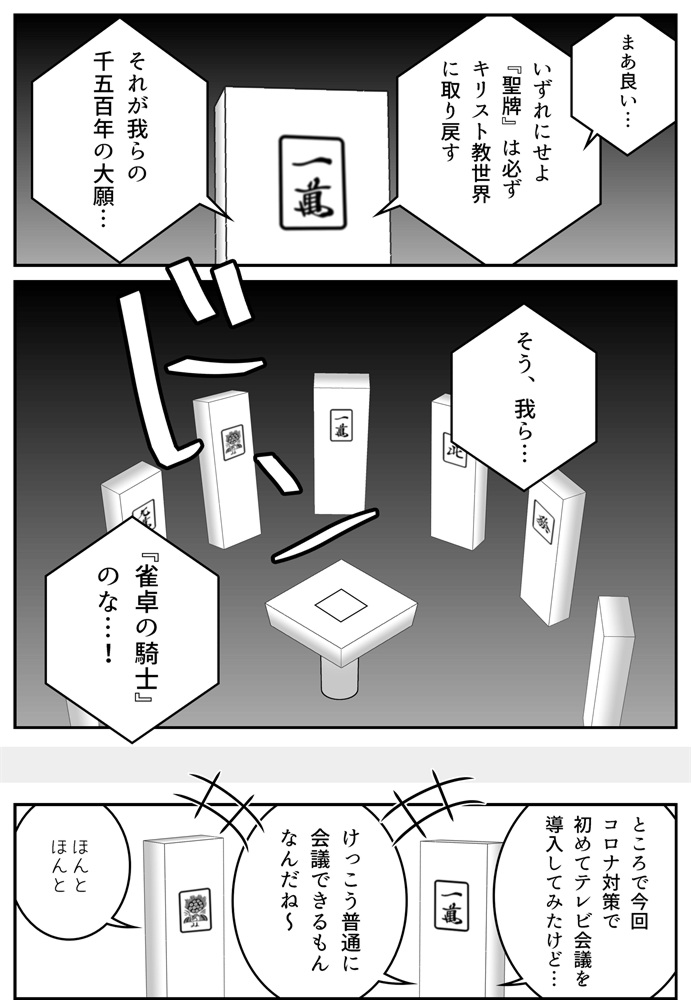 まあ良い…
いずれにせよ
『聖牌』は必ず
キリスト教世界
に取り戻す
一
萬
それが我らの
千五百年の大願…
そう、我ら…
一
萬
北
ドン
『雀卓の騎士』
のな…！
ところで今回
コロナ対策で
初めてテレビ会議を
導入してみたけど…
一
萬
けっこう普通に
会議できるもん
なんだね〜
ほんと
ほんと